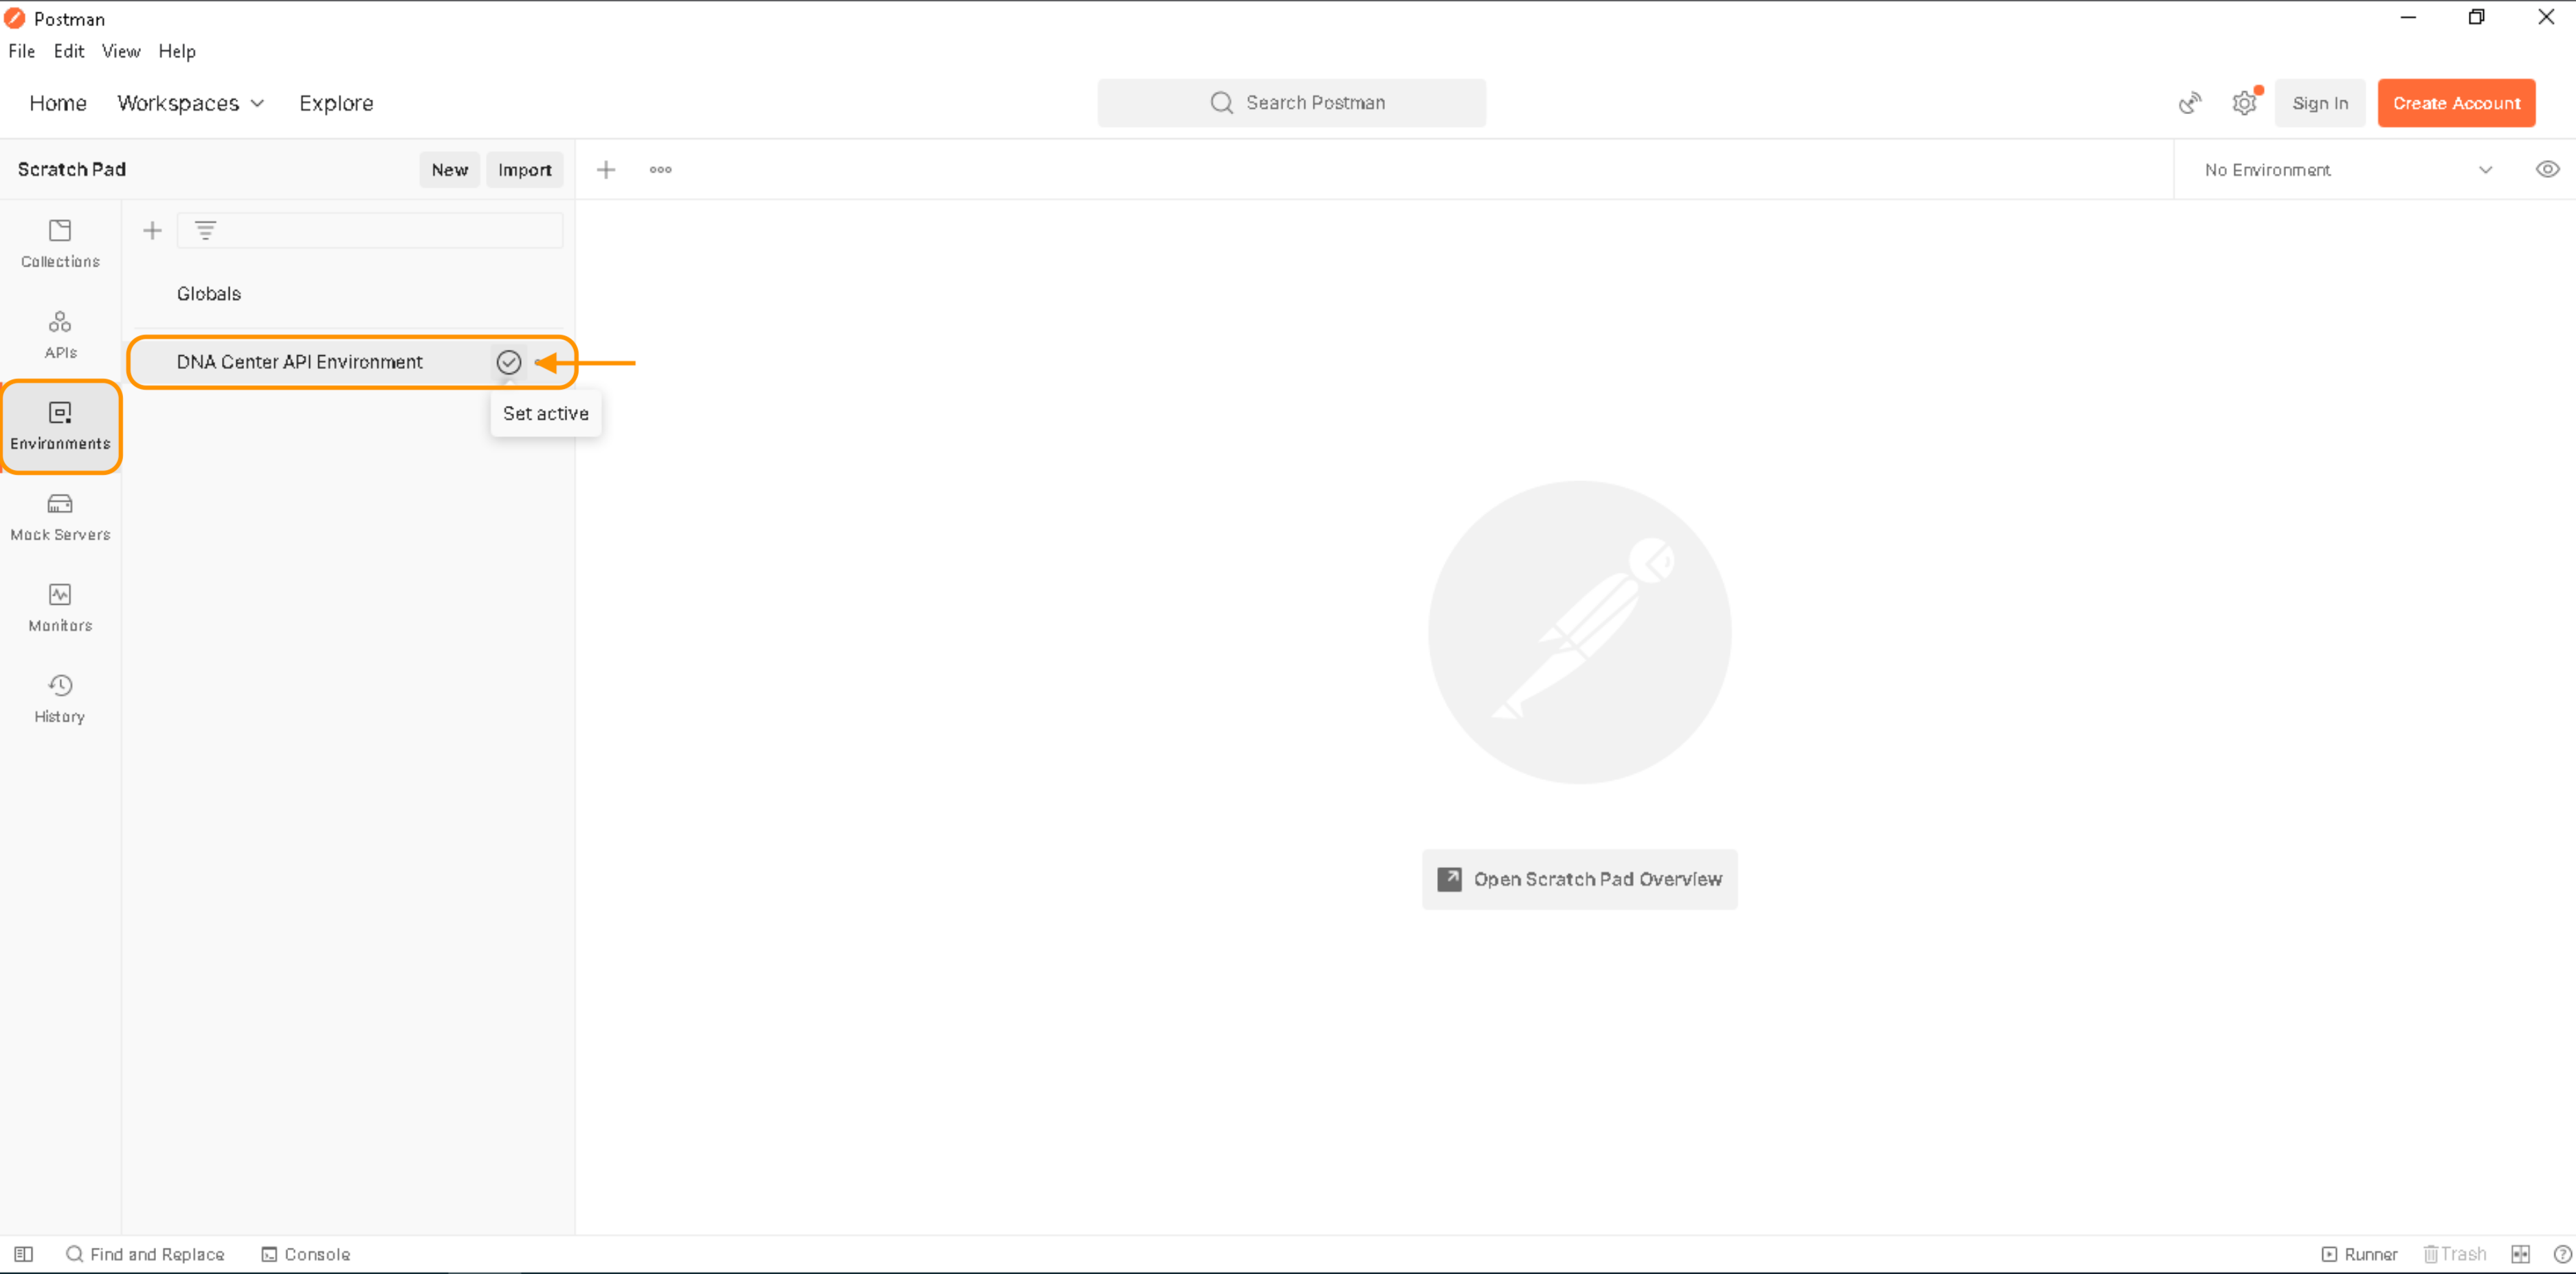 Postman
File Edit View Help
Home Workspaces Explore
Search Postman
Sign In
Create Account
Scratch Pad
New
Import
No Environment
Collections
Globals
APIs
DNA Center API Environment
Set active
Environments
Mock Servers
Monitors
History
Open Scratch Pad Overview
Find and Replace
Console
Runner
Trash